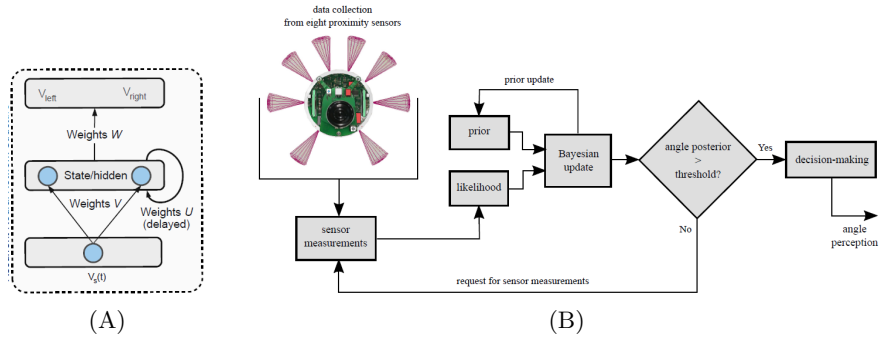 V_left V_right
Weights W
State/hidden
Weights V
Weights U
(delayed)
V_s(t)
(A)
data collection
from eight proximity sensors
prior update
prior
likelihood
Bayesian
update
sensor
measurements
angle posterior
>
threshold?
Yes
No
decision-making
angle
perception
request for sensor measurements
(B)